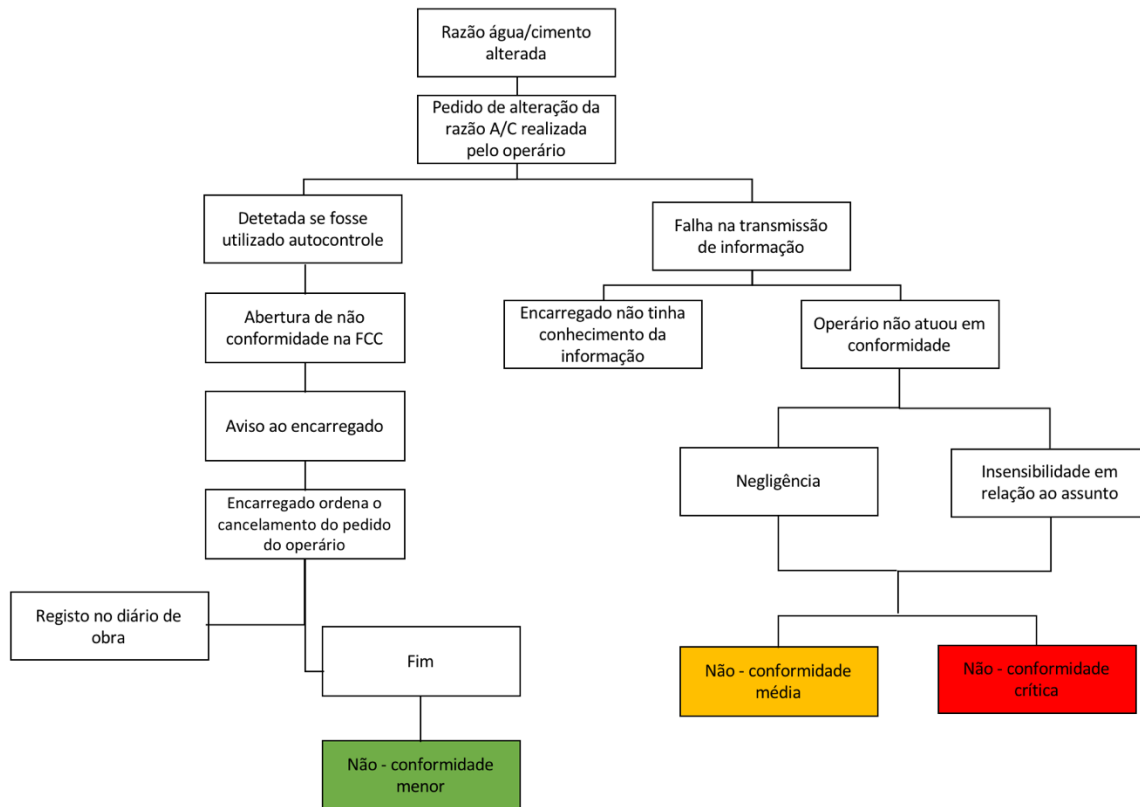 Razão água/cimento
alterada
Pedido de alteração da
razão A/C realizada
pelo operário
Detetada se fosse
utilizado autocontrole
Falha na transmissão
de informação
Abertura de não
conformidade na FCC
Encarregado não tinha
conhecimento da
informação
Operário não atuou em
conformidade
Aviso ao encarregado
Negligência
Insensibilidade em
relação ao assunto
Encarregado ordena o
cancelamento do pedido
do operário
Registo no diário de
obra
Fim
Não - conformidade
média
Não - conformidade
crítica
Não - conformidade
menor